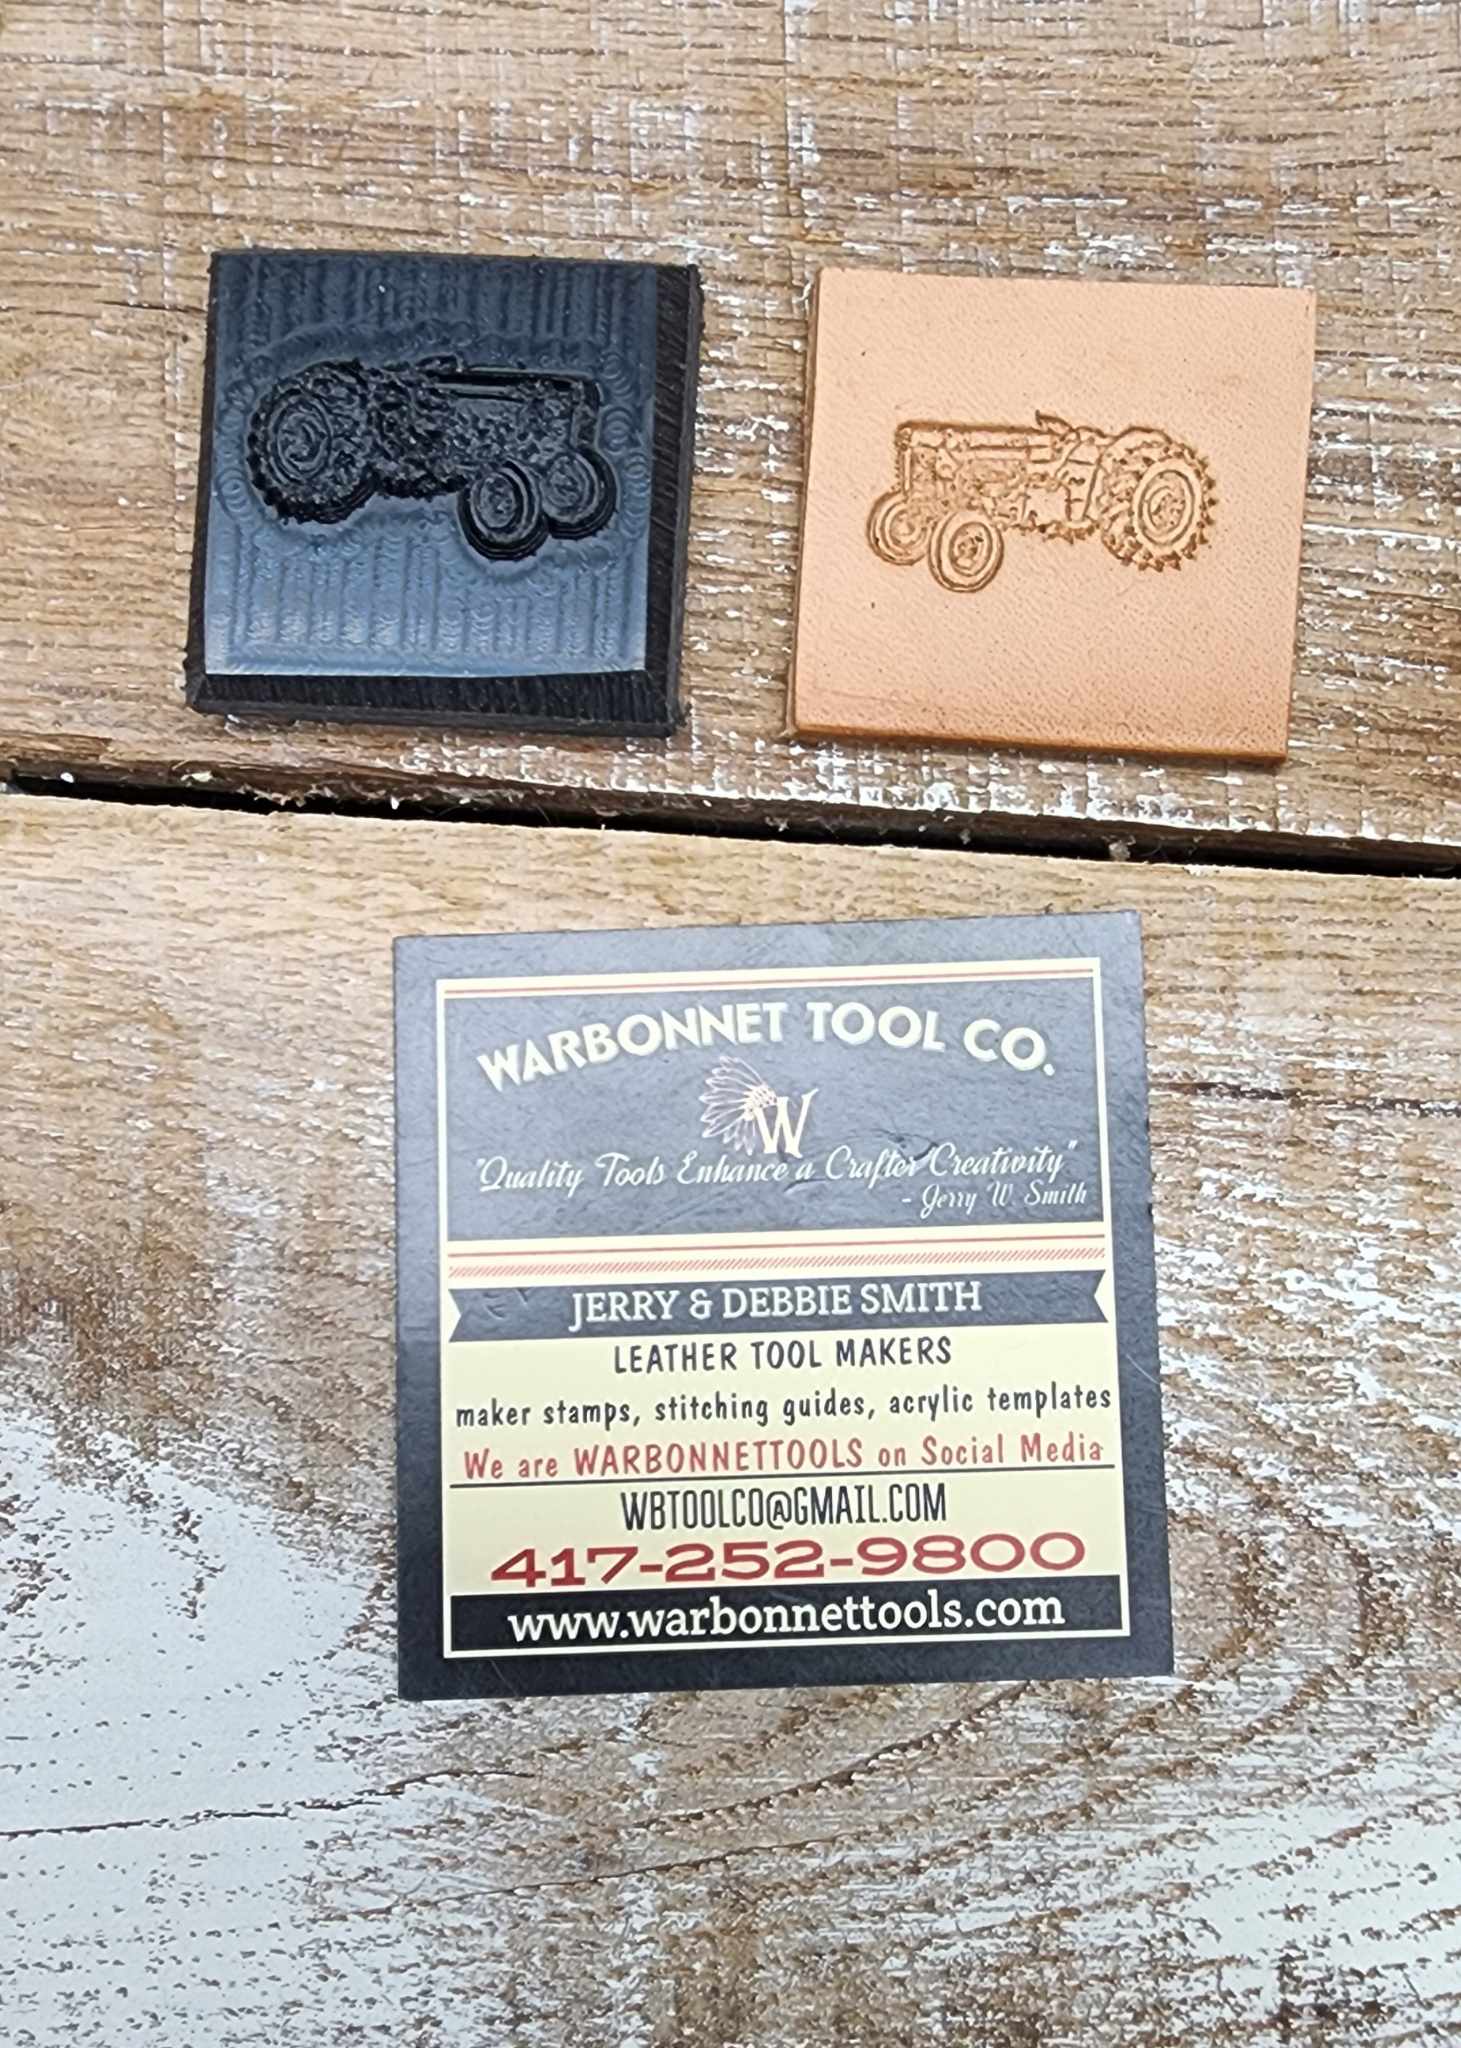 WARBONNET TOOL CO.
W
"Quality Tools Enhance a Crafter Creativity"
- Jerry W. Smith
JERRY & DEBBIE SMITH
LEATHER TOOL MAKERS
maker stamps, stitching guides, acrylic templates
We are WARBONNETTOOLS on Social Media
WBTOOLCO@GMAIL.COM
417-252-9800
www.warbonnettools.com